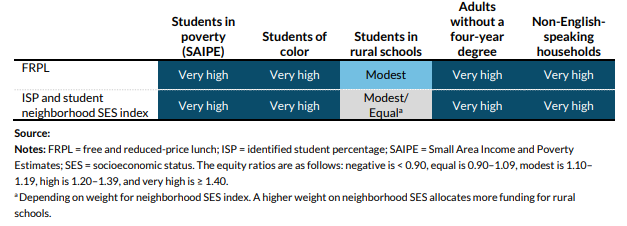 Students in poverty (SAIPE) Students of color Students in rural schools Adults without a four-year degree Non-English-speaking households
FRPL Very high Very high Modest Very high Very high
ISP and student neighborhood SES index Very high Very high Modest/Equalᵃ Very high Very high
Source:
Notes: FRPL = free and reduced-price lunch; ISP = identified student percentage; SAIPE = Small Area Income and Poverty
Estimates; SES = socioeconomic status. The equity ratios are as follows: negative is < 0.90, equal is 0.90–1.09, modest is 1.10–
1.19, high is 1.20–1.39, and very high is ≥ 1.40.
ᵃ Depending on weight for neighborhood SES index. A higher weight on neighborhood SES allocates more funding for rural
schools.